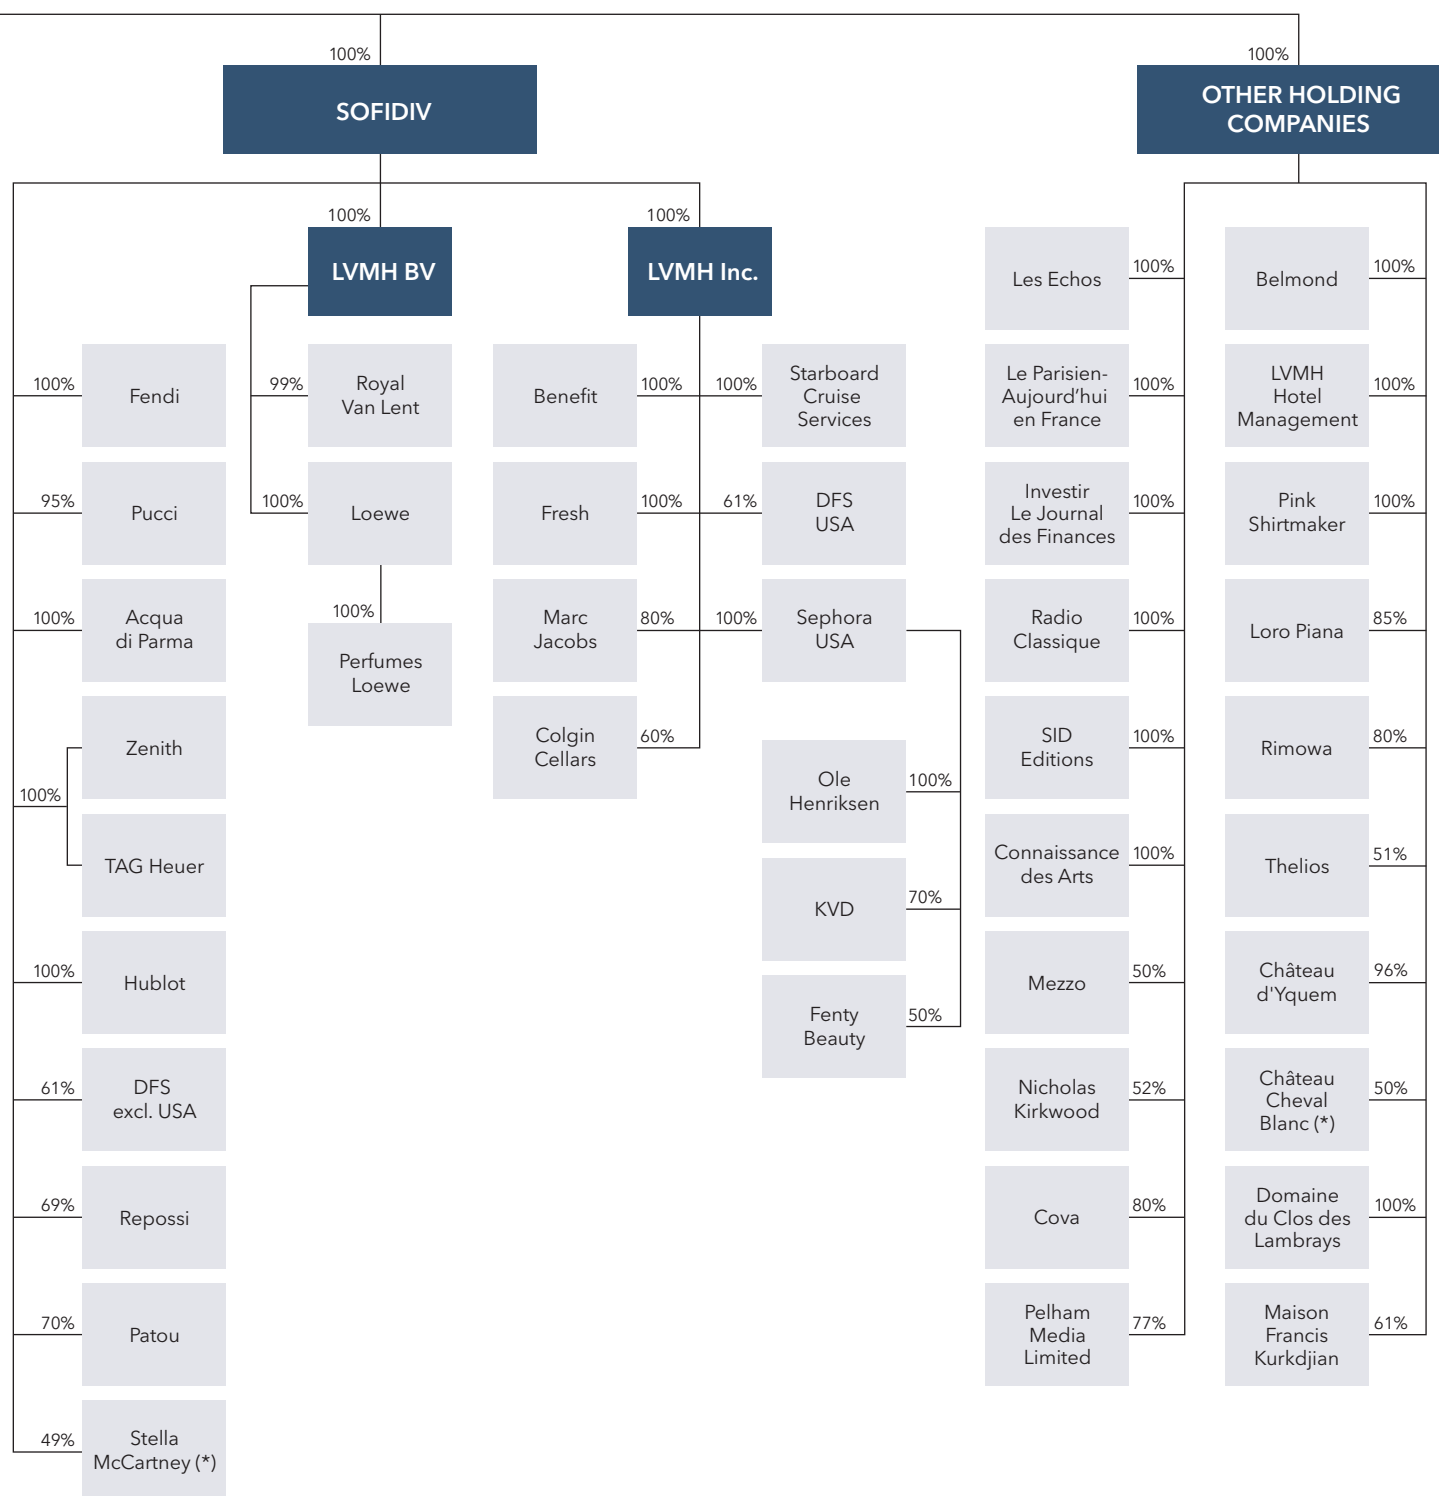 100%
SOFIDIV
100%
OTHER HOLDING
COMPANIES
100%
LVMH BV
100%
LVMH Inc.
100%
Fendi
95%
Pucci
100%
Acqua
di Parma
100%
Zenith
TAG Heuer
100%
Hublot
61%
DFS
excl. USA
69%
Repossi
70%
Patou
49%
Stella
McCartney (*)
99%
Royal
Van Lent
100%
Loewe
100%
Perfumes
Loewe
Benefit
100%
Fresh
100%
Marc
Jacobs
80%
Colgin
Cellars
60%
100%
Starboard
Cruise
Services
61%
DFS
USA
100%
Sephora
USA
Ole
Henriksen
100%
KVD
70%
Fenty
Beauty
50%
Les Echos
100%
Le Parisien-
Aujourd’hui
en France
100%
Investir
Le Journal
des Finances
100%
Radio
Classique
100%
SID
Editions
100%
Connaissance
des Arts
100%
Mezzo
50%
Nicholas
Kirkwood
52%
Cova
80%
Pelham
Media
Limited
77%
Belmond
100%
LVMH
Hotel
Management
100%
Pink
Shirtmaker
100%
Loro Piana
85%
Rimowa
80%
Thelios
51%
Château
d'Yquem
96%
Château
Cheval
Blanc (*)
50%
Domaine
du Clos des
Lambrays
100%
Maison
Francis
Kurkdjian
61%